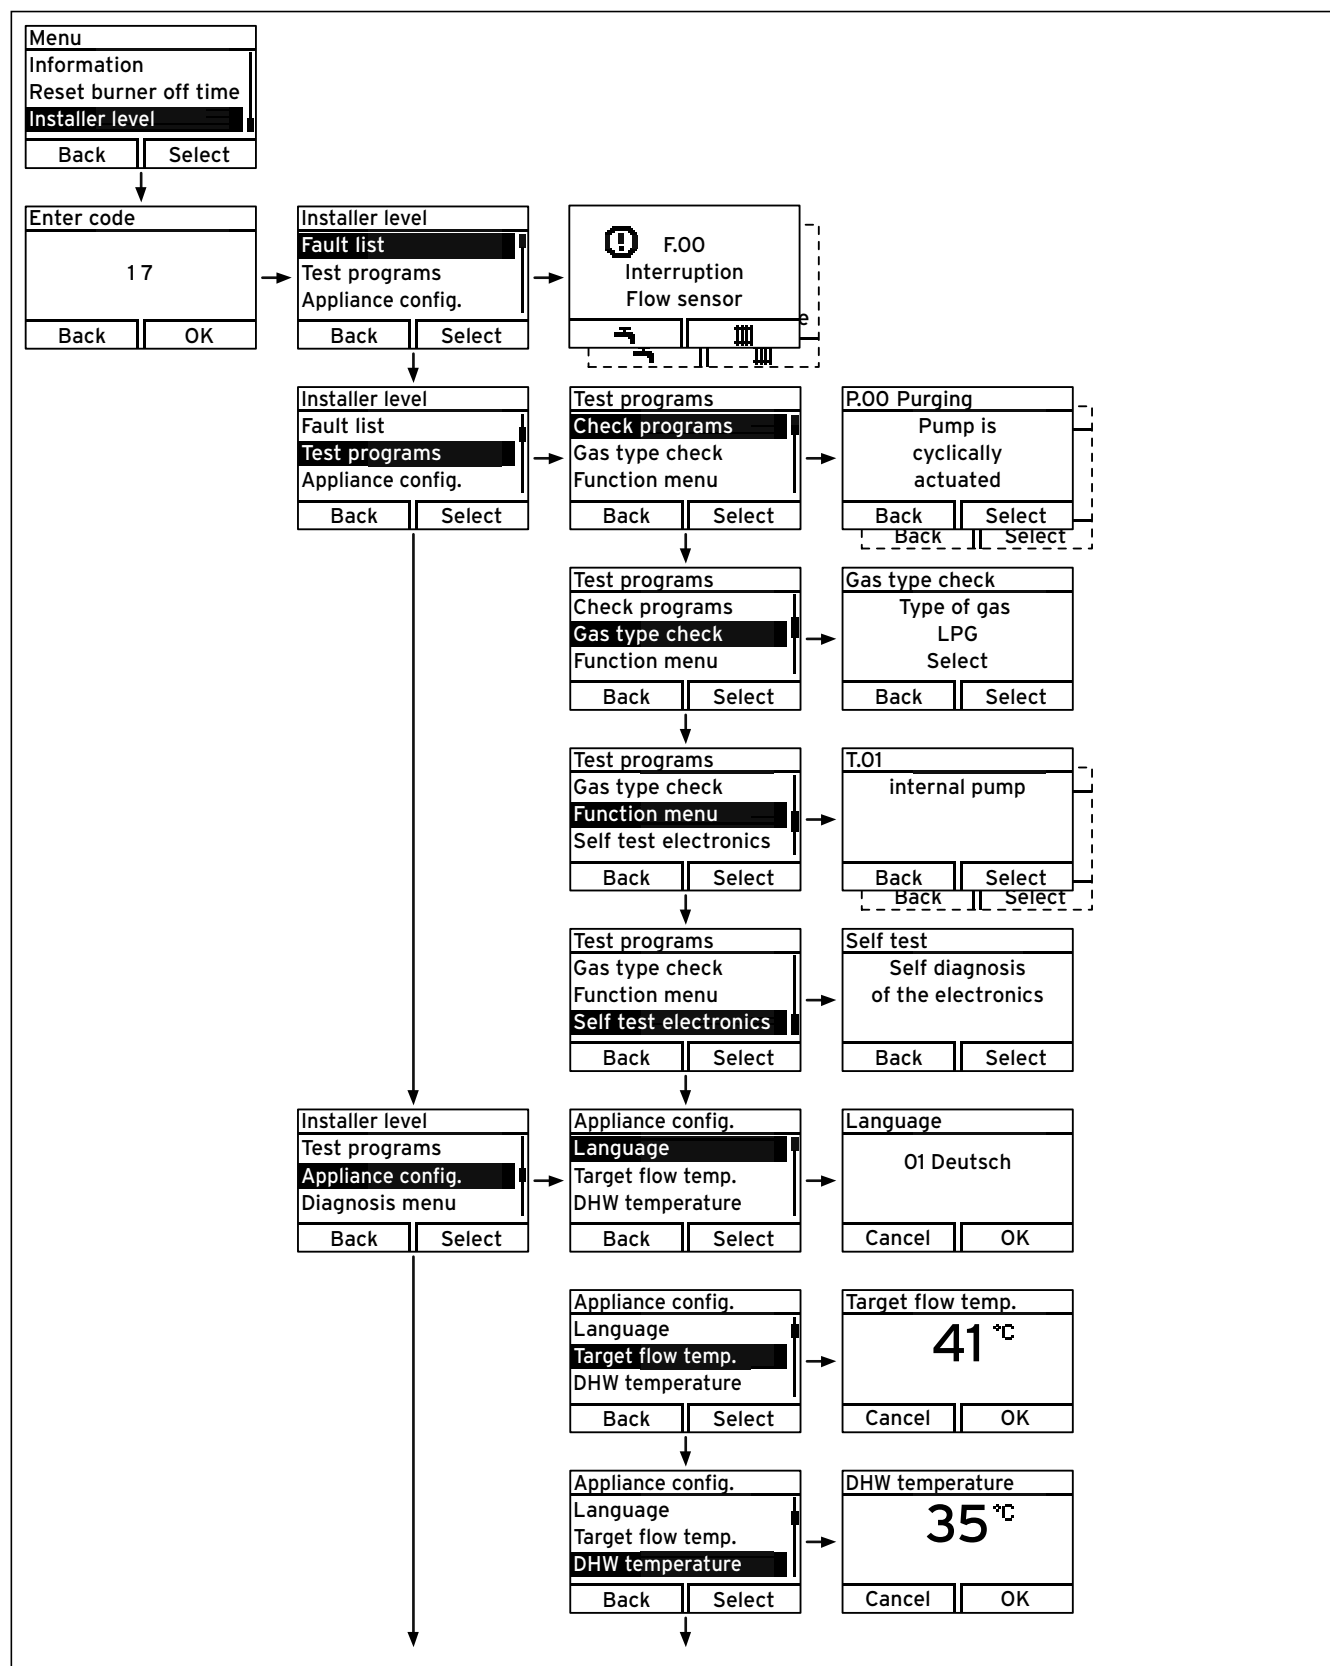 Menu
Information
Reset burner off time
Installer level
Back Select
Enter code
17
Back OK
Installer level
Fault list
Test programs
Appliance config.
Back Select
F.00
Interruption
Flow sensor
e
Installer level
Fault list
Test programs
Appliance config.
Back Select
Test programs
Check programs
Gas type check
Function menu
Back Select
P.00 Purging
Pump is
cyclically
actuated
Back Select
Back Select
Test programs
Check programs
Gas type check
Function menu
Back Select
Gas type check
Type of gas
LPG
Select
Back Select
Test programs
Gas type check
Function menu
Self test electronics
Back Select
T.01
internal pump
Back Select
Back Select
Test programs
Gas type check
Function menu
Self test electronics
Back Select
Self test
Self diagnosis
of the electronics
Back Select
Installer level
Test programs
Appliance config.
Diagnosis menu
Back Select
Appliance config.
Language
Target flow temp.
DHW temperature
Back Select
Language
01 Deutsch
Cancel OK
Appliance config.
Language
Target flow temp.
DHW temperature
Back Select
Target flow temp.
41 °C
Cancel OK
Appliance config.
Language
Target flow temp.
DHW temperature
Back Select
DHW temperature
35 °C
Cancel OK